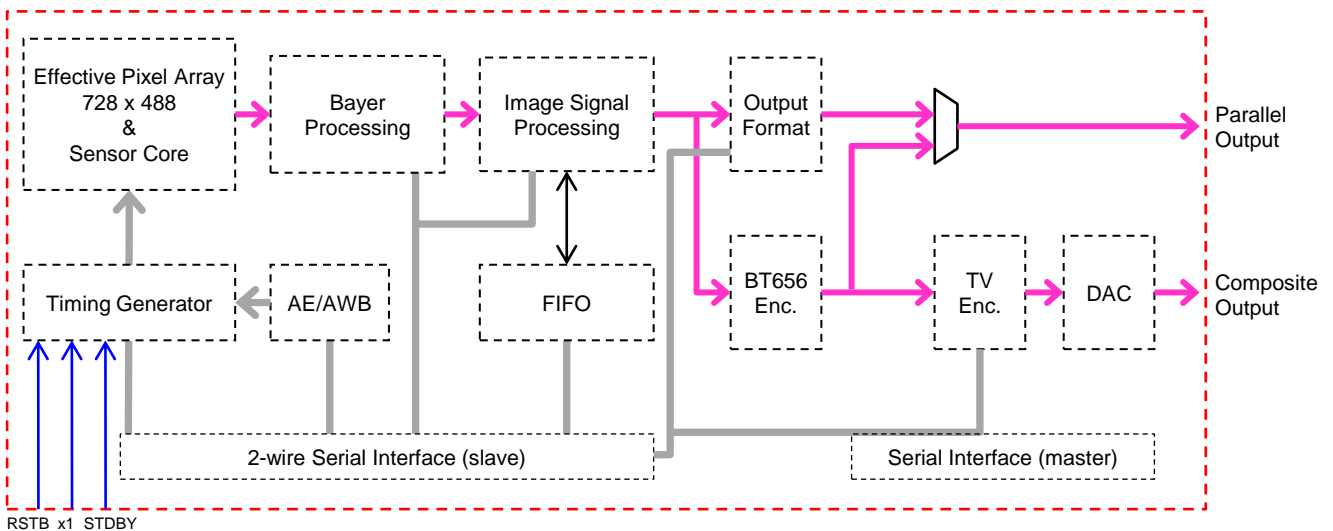 Effective Pixel Array
728 x 488
&
Sensor Core
Bayer
Processing
Image Signal
Processing
Output
Format
Parallel
Output
Timing Generator
AE/AWB
FIFO
BT656
Enc.
TV
Enc.
DAC
Composite
Output
2-wire Serial Interface (slave)
Serial Interface (master)
RSTB x1 STDBY